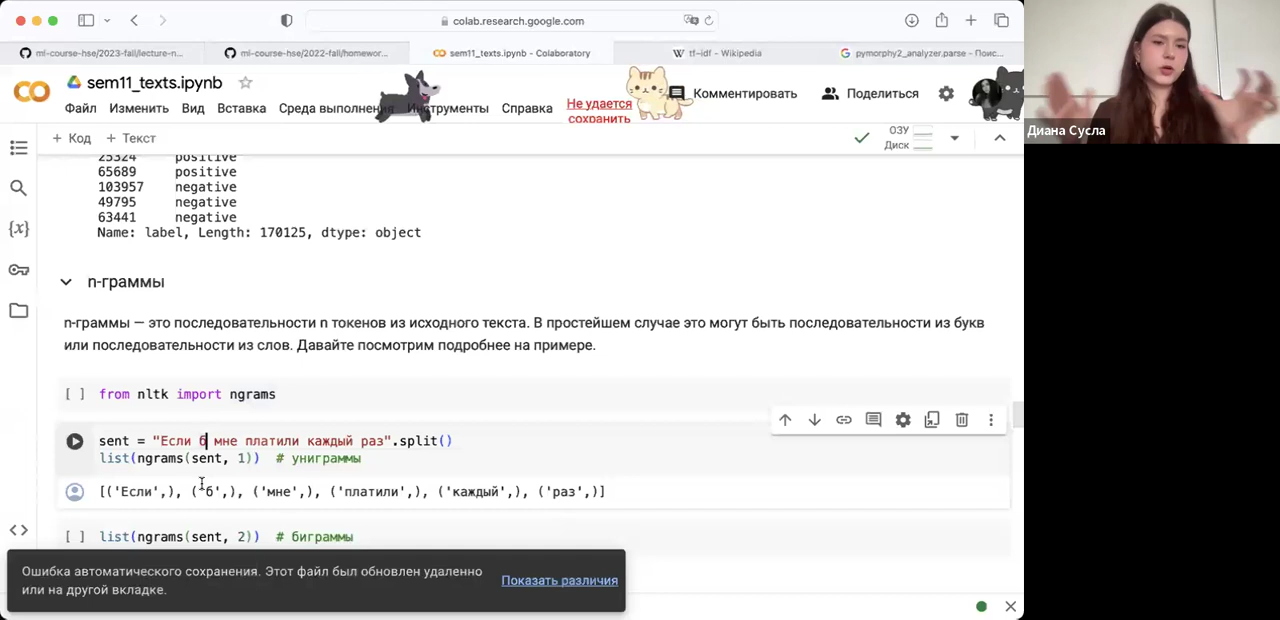 colab.research.google.com
ml-course-hse/2023-fall/lecture-n...
ml-course-hse/2022-fall/homewor...
sem11_texts.ipynb - Colaboratory
tf-idf – Wikipedia
pymorphy2_analyzer.parse - Поис...
sem11_texts.ipynb
Файл Изменить Вид Вставка Среда выполнения Инструменты Справка
Не удается
сохранить
Комментировать
Поделиться
Диана Сусла
+ Код + Текст
ОЗУ
Диск
25324 positive
65689 positive
103957 negative
49795 negative
63441 negative
Name: label, Length: 170125, dtype: object
n-граммы
n-граммы — это последовательности n токенов из исходного текста. В простейшем случае это могут быть последовательности из букв
или последовательности из слов. Давайте посмотрим подробнее на примере.
[ ] from nltk import ngrams
sent = "Если б мне платили каждый раз".split()
list(ngrams(sent, 1)) # униграммы
[('Если',), ('б',), ('мне',), ('платили',), ('каждый',), ('раз',)]
[ ] list(ngrams(sent, 2)) # биграммы
Ошибка автоматического сохранения. Этот файл был обновлен удаленно
или на другой вкладке.
Показать различия